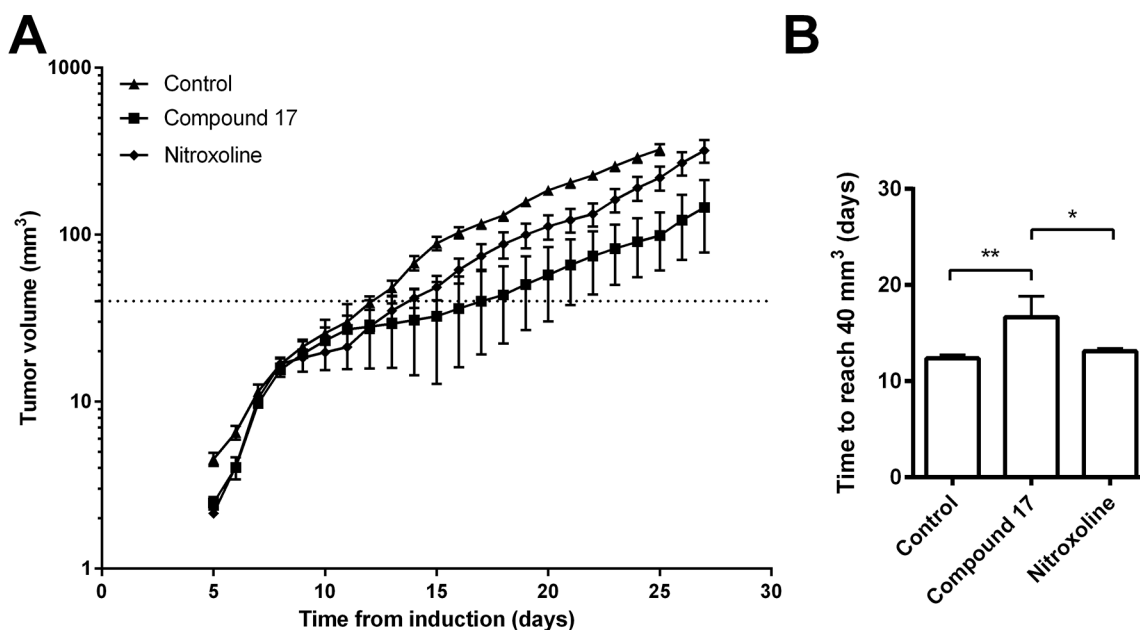 A
1000
100
10
1
Tumor volume (mm³)
Control
Compound 17
Nitroxoline
0
5
10
15
20
25
30
Time from induction (days)
B
Time to reach 40 mm³ (days)
30
20
10
0
**
*
Control
Compound 17
Nitroxoline